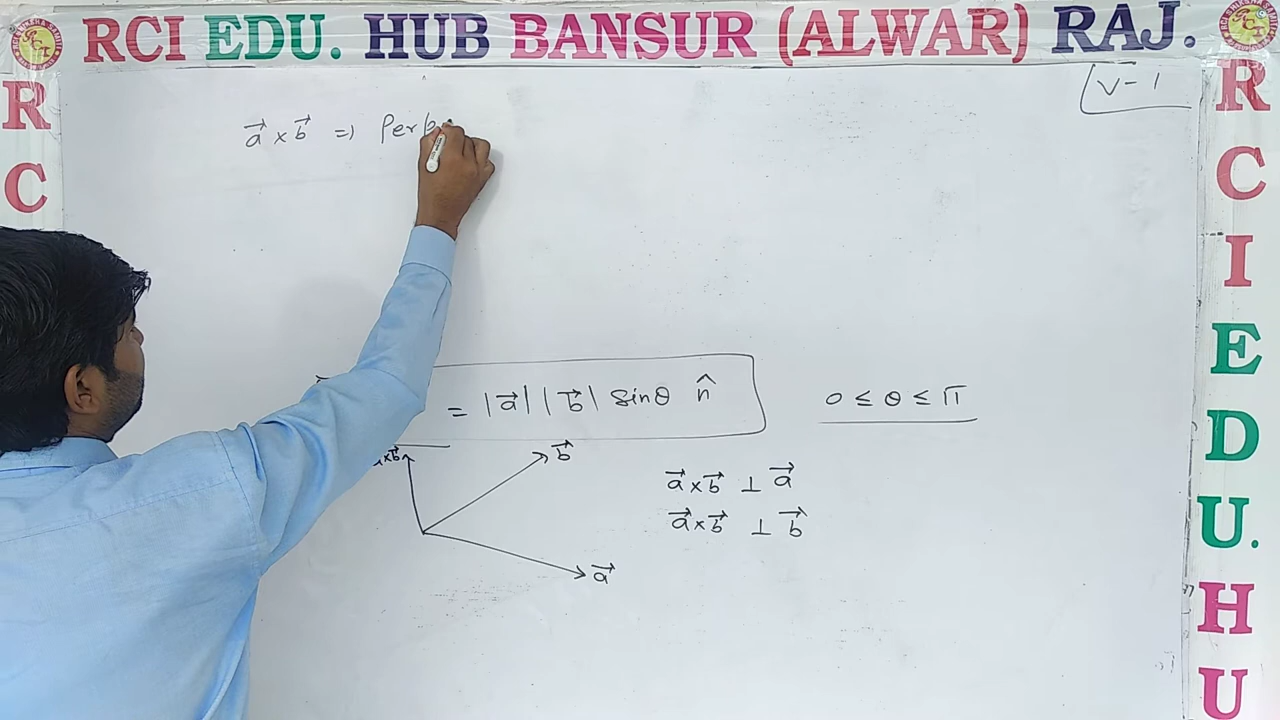 RCI EDU. HUB BANSUR (ALWAR) RAJ.
R
C
V-1
a⃗ × b⃗ ⇒ Perp
= |a⃗| |b⃗| sinθ n̂
0 ≤ θ ≤ π
a⃗×b⃗
b⃗
a⃗
a⃗×b⃗ ⊥ a⃗
a⃗×b⃗ ⊥ b⃗
R
C
I
E
D
U.
H
U